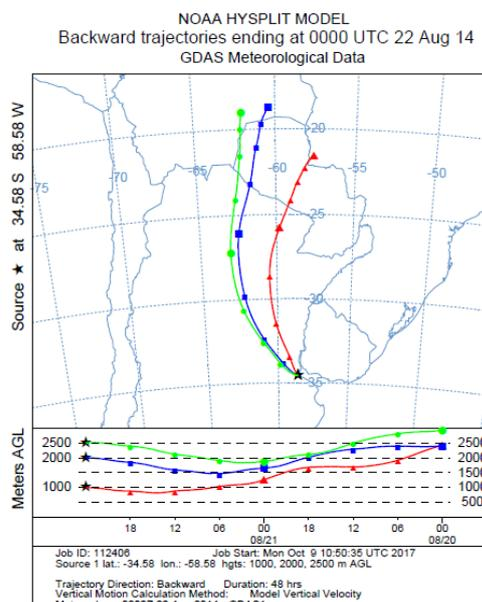 NOAA HYSPLIT MODEL
Backward trajectories ending at 0000 UTC 22 Aug 14
GDAS Meteorological Data
Source ★ at 34.58 S 58.58 W
-20
75
-70
-65
-60
-55
-50
-25
-30
-35
Meters AGL
2500
2000
1000
2500
2000
1500
1000
500
18 12 06 00 18 12 06 00
08/21 08/20
Job ID: 112406 Job Start: Mon Oct 9 10:50:35 UTC 2017
Source 1 lat.: -34.58 lon.: -58.58 hgts: 1000, 2000, 2500 m AGL
Trajectory Direction: Backward Duration: 48 hrs
Vertical Motion Calculation Method: Model Vertical Velocity